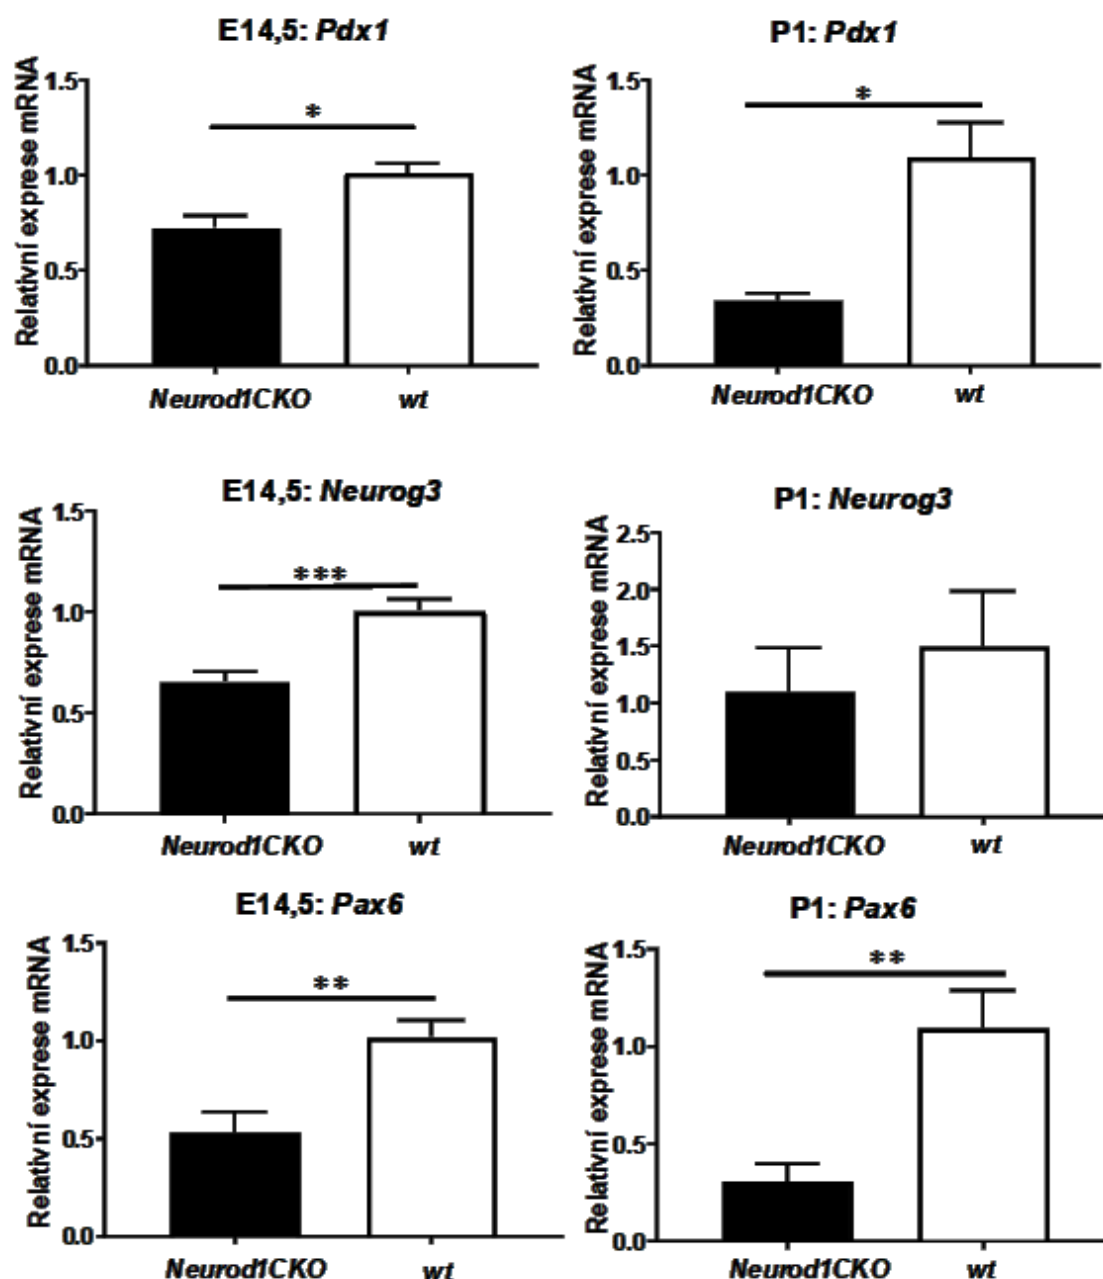 E14,5: Pdx1
Relativní exprese mRNA
1.5
1.0
0.5
0.0
*
Neurod1CKO wt
P1: Pdx1
Relativní exprese mRNA
1.5
1.0
0.5
0.0
*
Neurod1CKO wt
E14,5: Neurog3
Relativní exprese mRNA
1.5
1.0
0.5
0.0
***
Neurod1CKO wt
P1: Neurog3
Relativní exprese mRNA
2.5
2.0
1.5
1.0
0.5
0.0
Neurod1CKO wt
E14,5: Pax6
Relativní exprese mRNA
1.5
1.0
0.5
0.0
**
Neurod1CKO wt
P1: Pax6
Relativní exprese mRNA
1.5
1.0
0.5
0.0
**
Neurod1CKO wt